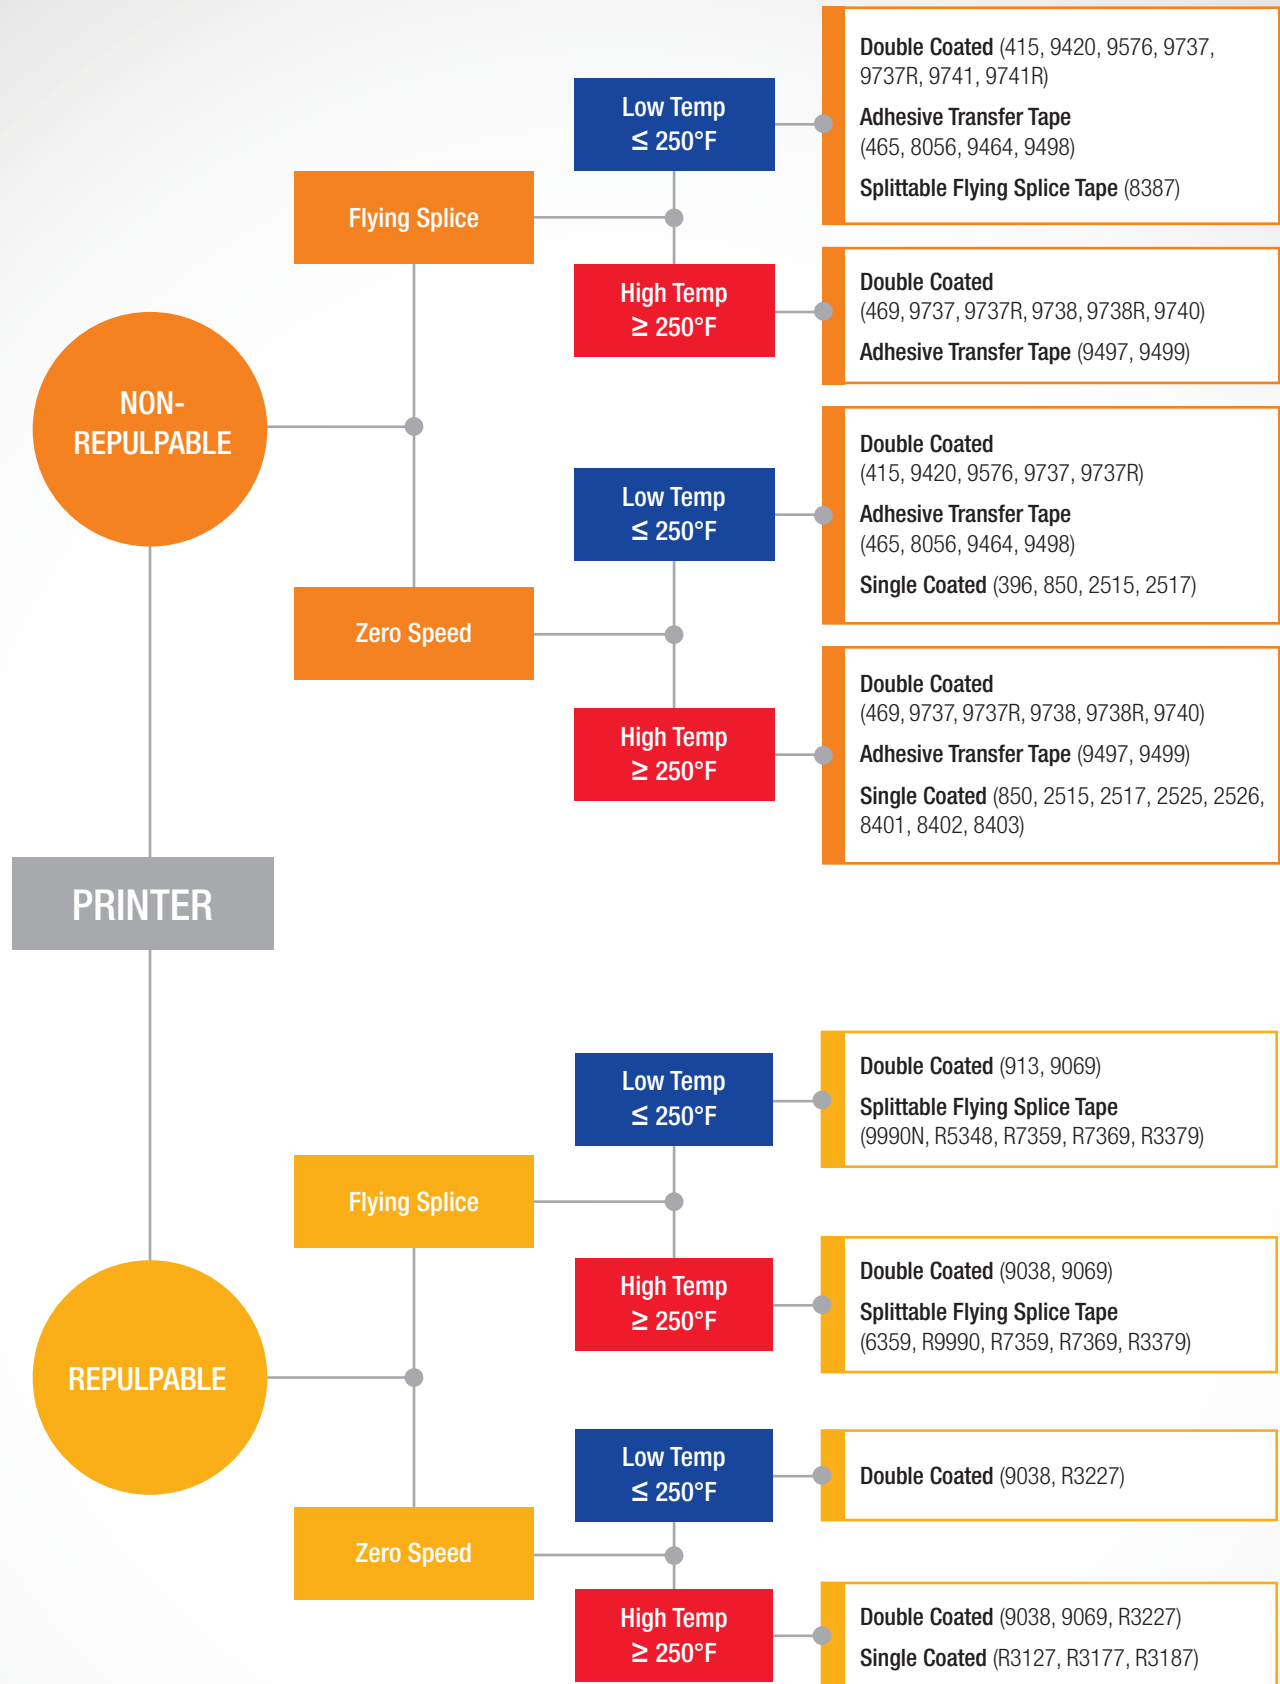 PRINTER
NON-
REPULPABLE
Flying Splice
Low Temp
≤ 250°F
Double Coated (415, 9420, 9576, 9737,
9737R, 9741, 9741R)
Adhesive Transfer Tape
(465, 8056, 9464, 9498)
Splittable Flying Splice Tape (8387)
High Temp
≥ 250°F
Double Coated
(469, 9737, 9737R, 9738, 9738R, 9740)
Adhesive Transfer Tape (9497, 9499)
Zero Speed
Low Temp
≤ 250°F
Double Coated
(415, 9420, 9576, 9737, 9737R)
Adhesive Transfer Tape
(465, 8056, 9464, 9498)
Single Coated (396, 850, 2515, 2517)
High Temp
≥ 250°F
Double Coated
(469, 9737, 9737R, 9738, 9738R, 9740)
Adhesive Transfer Tape (9497, 9499)
Single Coated (850, 2515, 2517, 2525, 2526,
8401, 8402, 8403)
REPULPABLE
Flying Splice
Low Temp
≤ 250°F
Double Coated (913, 9069)
Splittable Flying Splice Tape
(9990N, R5348, R7359, R7369, R3379)
High Temp
≥ 250°F
Double Coated (9038, 9069)
Splittable Flying Splice Tape
(6359, R9990, R7359, R7369, R3379)
Zero Speed
Low Temp
≤ 250°F
Double Coated (9038, R3227)
High Temp
≥ 250°F
Double Coated (9038, 9069, R3227)
Single Coated (R3127, R3177, R3187)